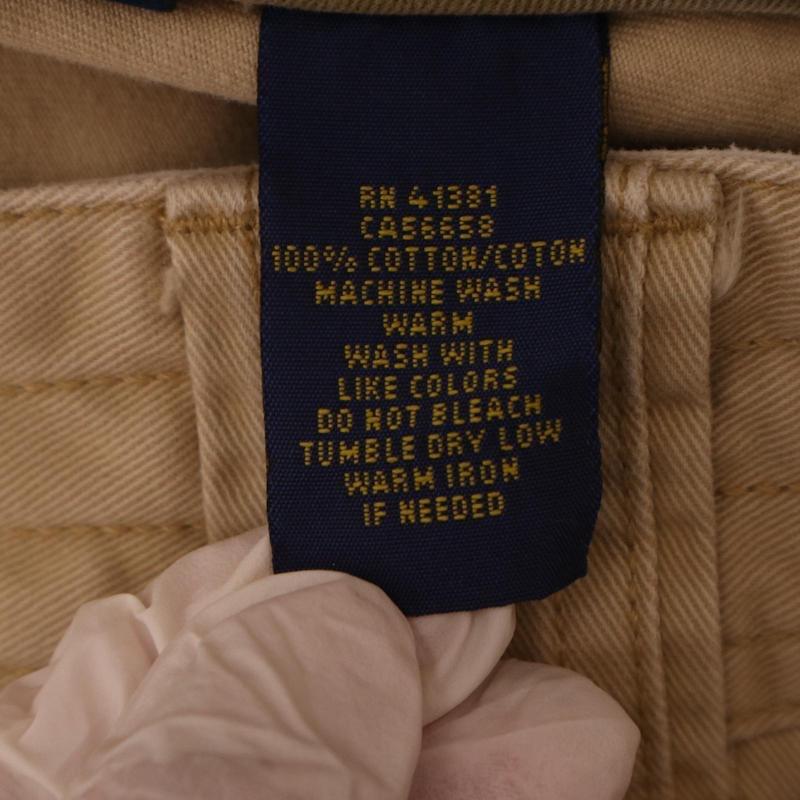 RN 41381
CA56658
100% COTTON/COTON
MACHINE WASH
WARM
WASH WITH
LIKE COLORS
DO NOT BLEACH
TUMBLE DRY LOW
WARM IRON
IF NEEDED